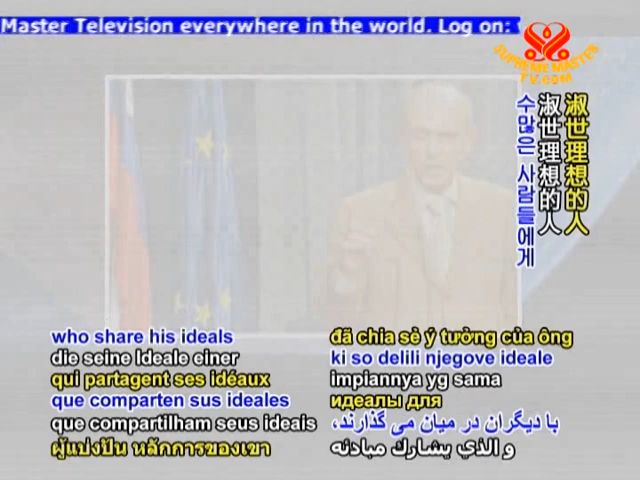 Master Television everywhere in the world. Log on:
SUPREME MASTER
TV.COM
淑世理想的人
淑世理想的人
수많은 사람들에게
who share his ideals
die seine Ideale einer
qui partagent ses idéaux
que comparten sus ideales
que compartilham seus ideais
ผู้แบ่งปัน หลักการของเขา
đã chia sẻ ý tưởng của ông
ki so delili njegove ideale
impiannya yg sama
идеалы для
با دیگران در میان می گذارند،
و الذي يشارك مبادئه